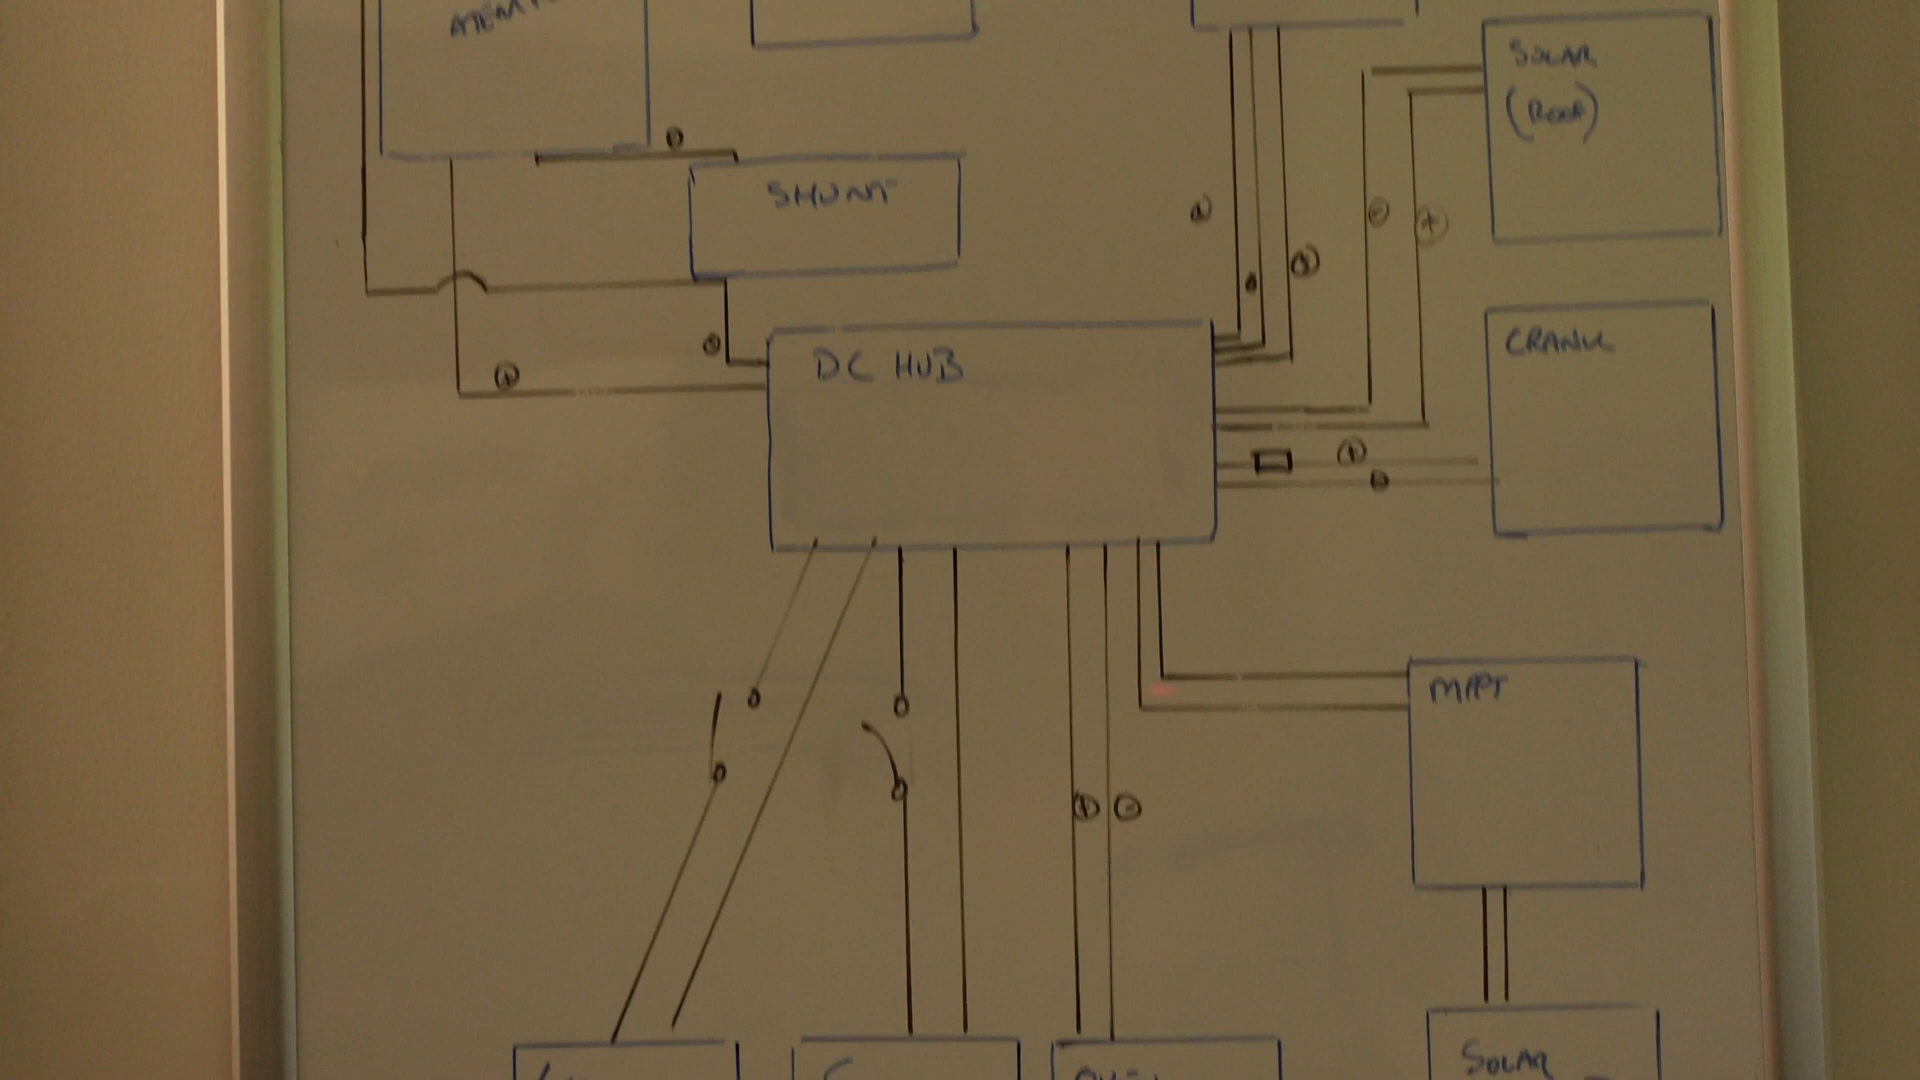 SOLAR
(ROOF)
SHUNT
CRANK
DC HUB
MPPT
SOLAR